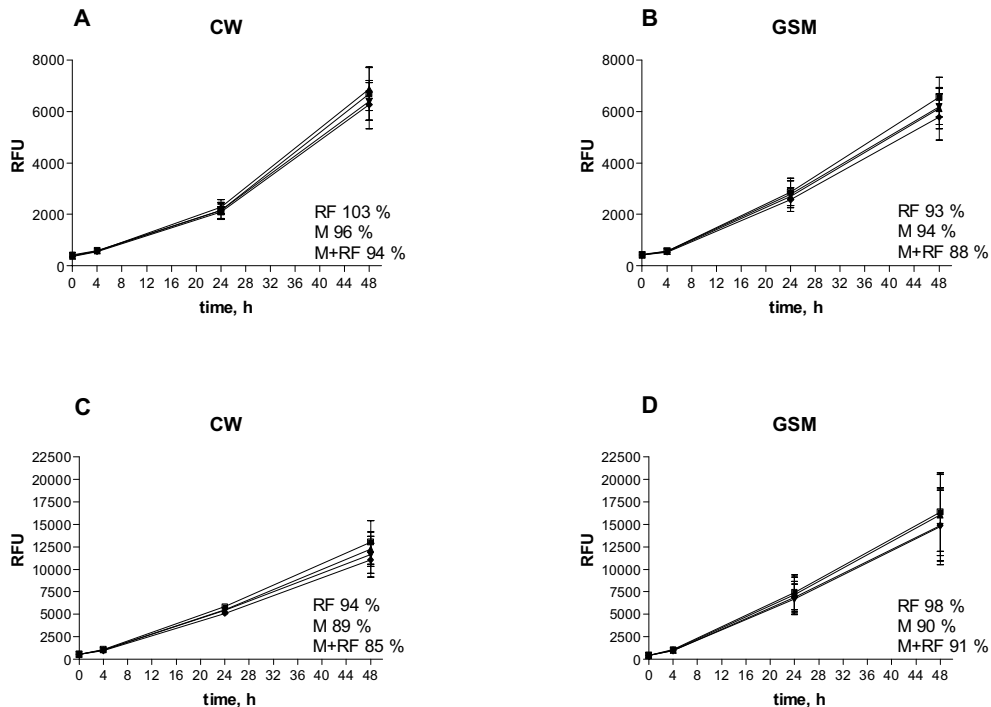 A
CW
8000
6000
4000
2000
0
RFU
RF 103 %
M 96 %
M+RF 94 %
0 4 8 12 16 20 24 28 32 36 40 44 48
time, h
B
GSM
8000
6000
4000
2000
0
RFU
RF 93 %
M 94 %
M+RF 88 %
0 4 8 12 16 20 24 28 32 36 40 44 48
time, h
C
CW
22500
20000
17500
15000
12500
10000
7500
5000
2500
0
RFU
RF 94 %
M 89 %
M+RF 85 %
0 4 8 12 16 20 24 28 32 36 40 44 48
time, h
D
GSM
22500
20000
17500
15000
12500
10000
7500
5000
2500
0
RFU
RF 98 %
M 90 %
M+RF 91 %
0 4 8 12 16 20 24 28 32 36 40 44 48
time, h